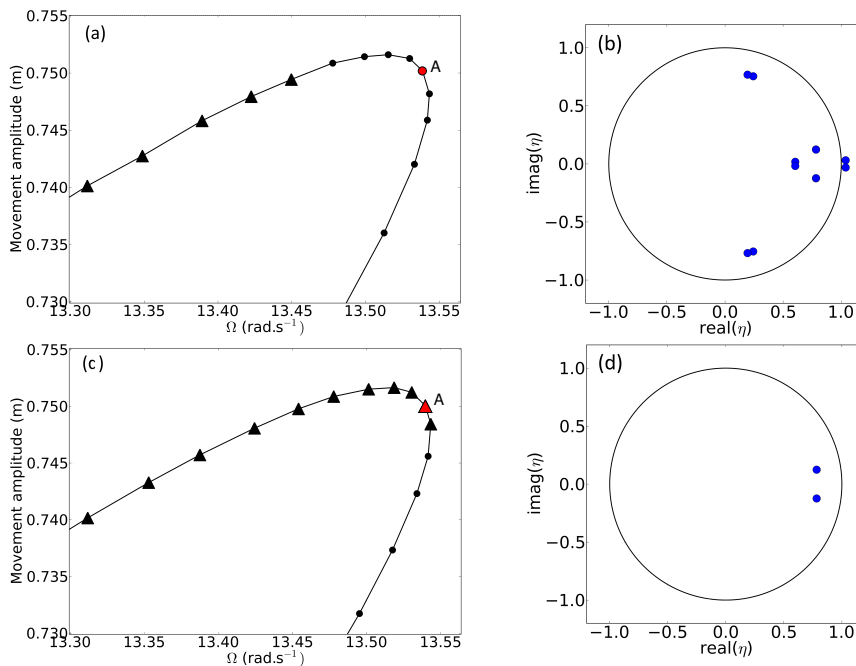 (a)
0.755
0.750
0.745
0.740
0.735
0.730
Movement amplitude (m)
A
13.30 13.35 13.40 13.45 13.50 13.55
Ω (rad.s⁻¹)
(b)
1.0
0.5
0.0
−0.5
−1.0
imag(η)
−1.0 −0.5 0.0 0.5 1.0
real(η)
(c)
0.755
0.750
0.745
0.740
0.735
0.730
Movement amplitude (m)
A
13.30 13.35 13.40 13.45 13.50 13.55
Ω (rad.s⁻¹)
(d)
1.0
0.5
0.0
−0.5
−1.0
imag(η)
−1.0 −0.5 0.0 0.5 1.0
real(η)